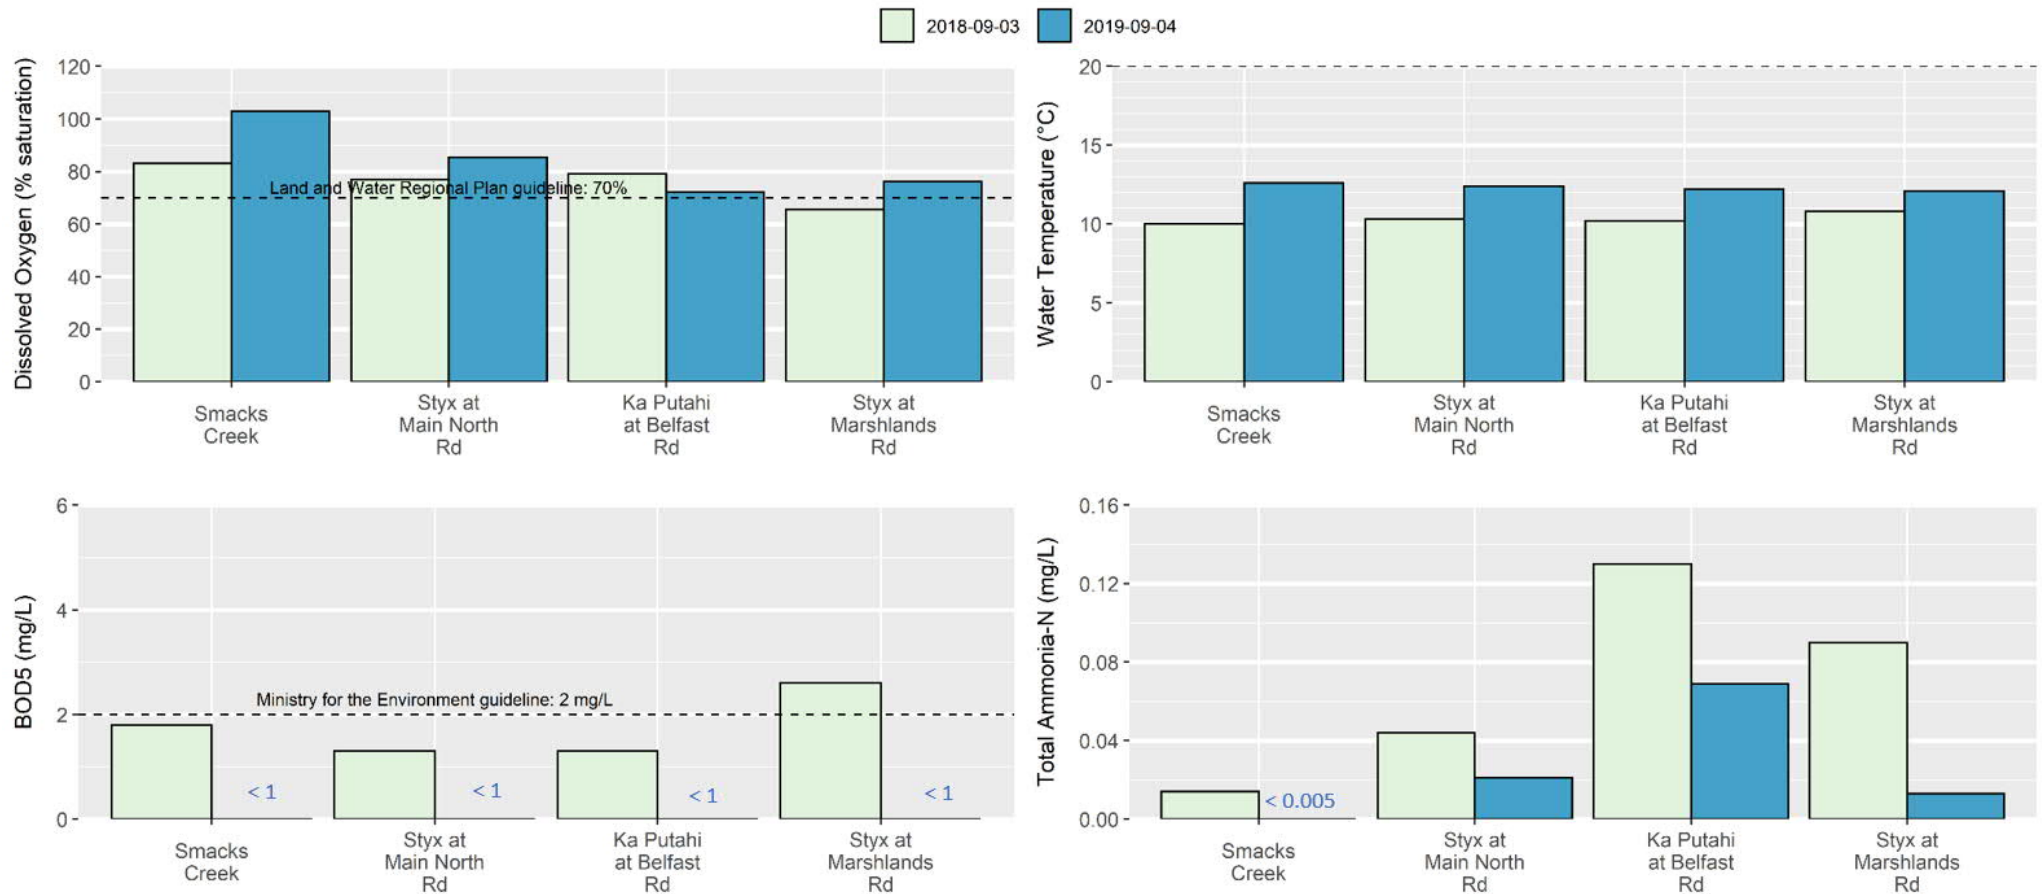 2018-09-03
2019-09-04
Dissolved Oxygen (% saturation)
120
100
80
60
40
20
0
Land and Water Regional Plan guideline: 70%
Smacks
Creek
Styx at
Main North
Rd
Ka Putahi
at Belfast
Rd
Styx at
Marshlands
Rd
Water Temperature (°C)
20
15
10
5
0
Smacks
Creek
Styx at
Main North
Rd
Ka Putahi
at Belfast
Rd
Styx at
Marshlands
Rd
BOD5 (mg/L)
6
4
2
0
Ministry for the Environment guideline: 2 mg/L
< 1
< 1
< 1
< 1
Smacks
Creek
Styx at
Main North
Rd
Ka Putahi
at Belfast
Rd
Styx at
Marshlands
Rd
Total Ammonia-N (mg/L)
0.16
0.12
0.08
0.04
0.00
< 0.005
Smacks
Creek
Styx at
Main North
Rd
Ka Putahi
at Belfast
Rd
Styx at
Marshlands
Rd